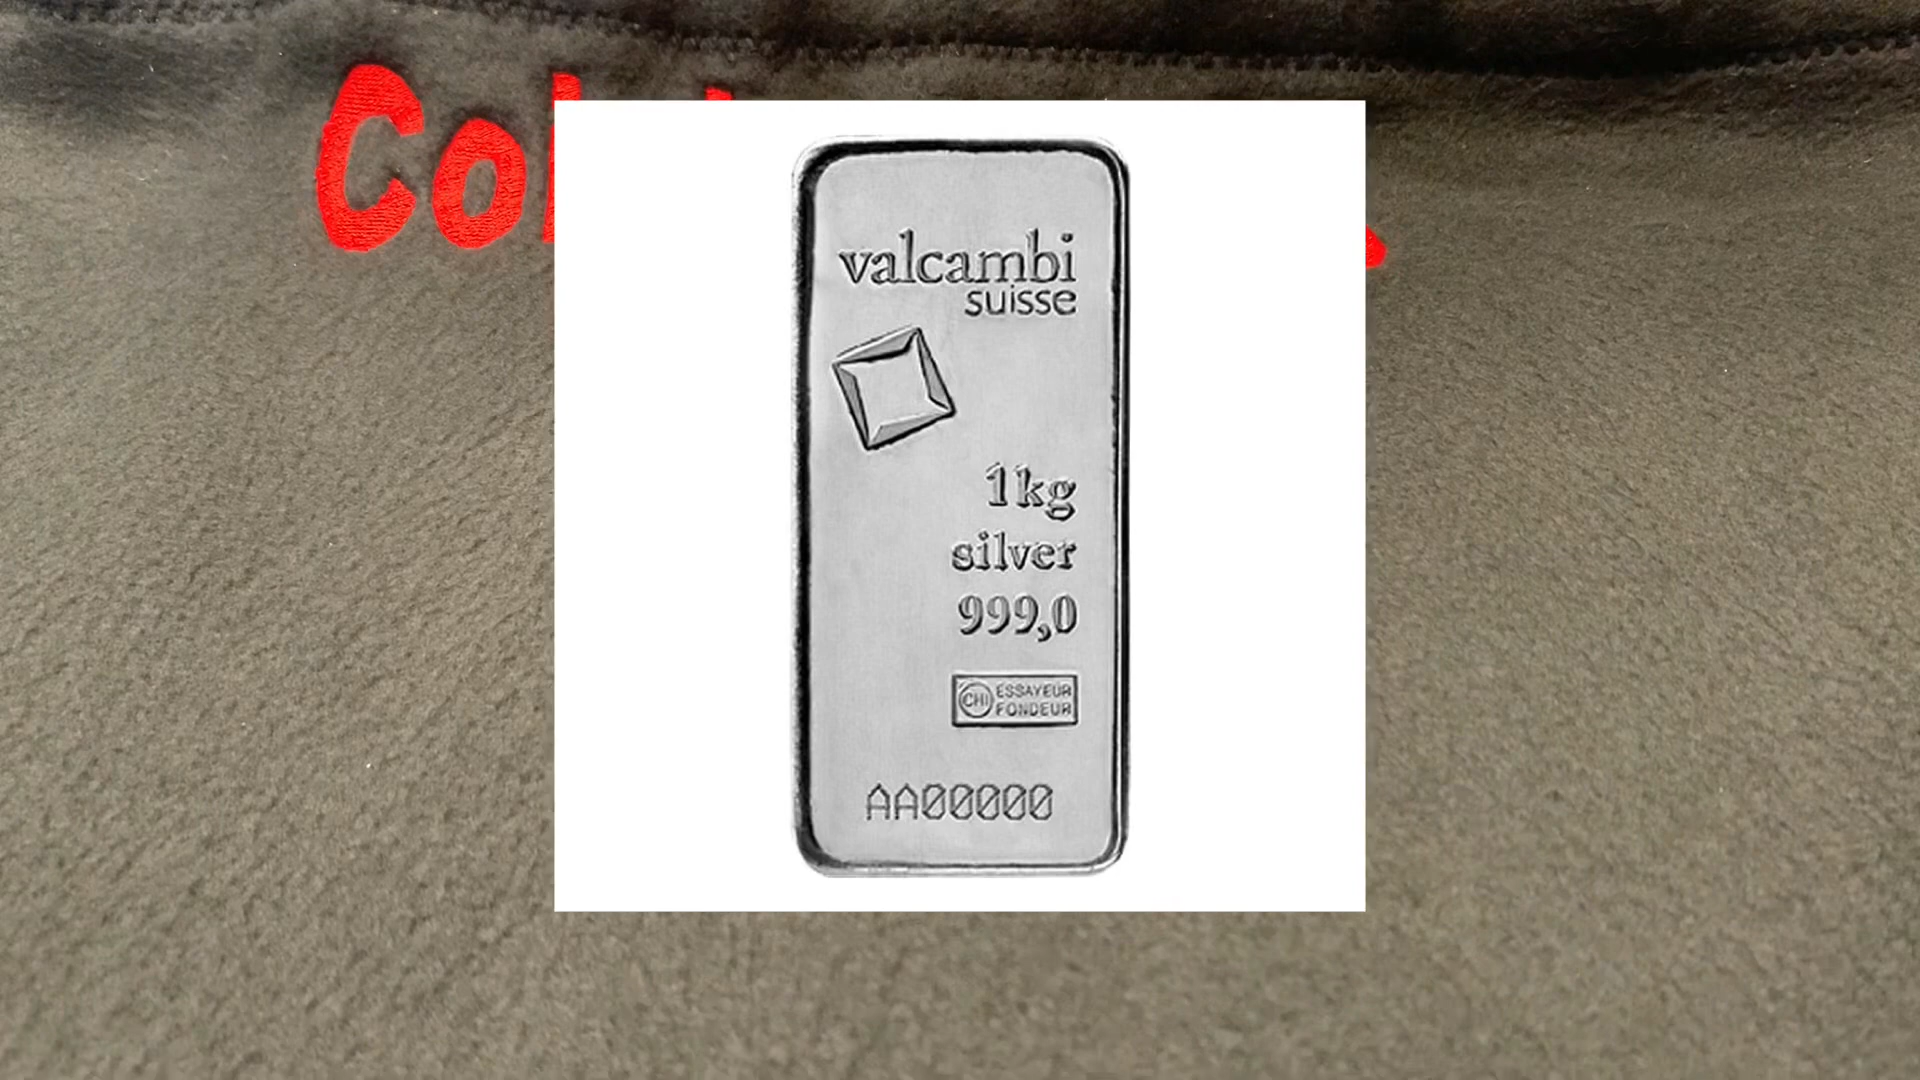 valcambi
suisse
1kg
silver
999,0
CHI ESSAYEUR
FONDEUR
AA00000